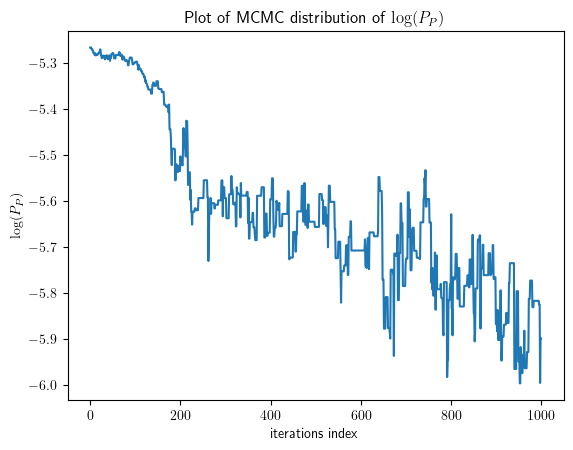 Plot of MCMC distribution of log(P_P)
−5.3
−5.4
−5.5
−5.6
−5.7
−5.8
−5.9
−6.0
log(P_P)
0 200 400 600 800 1000
iterations index